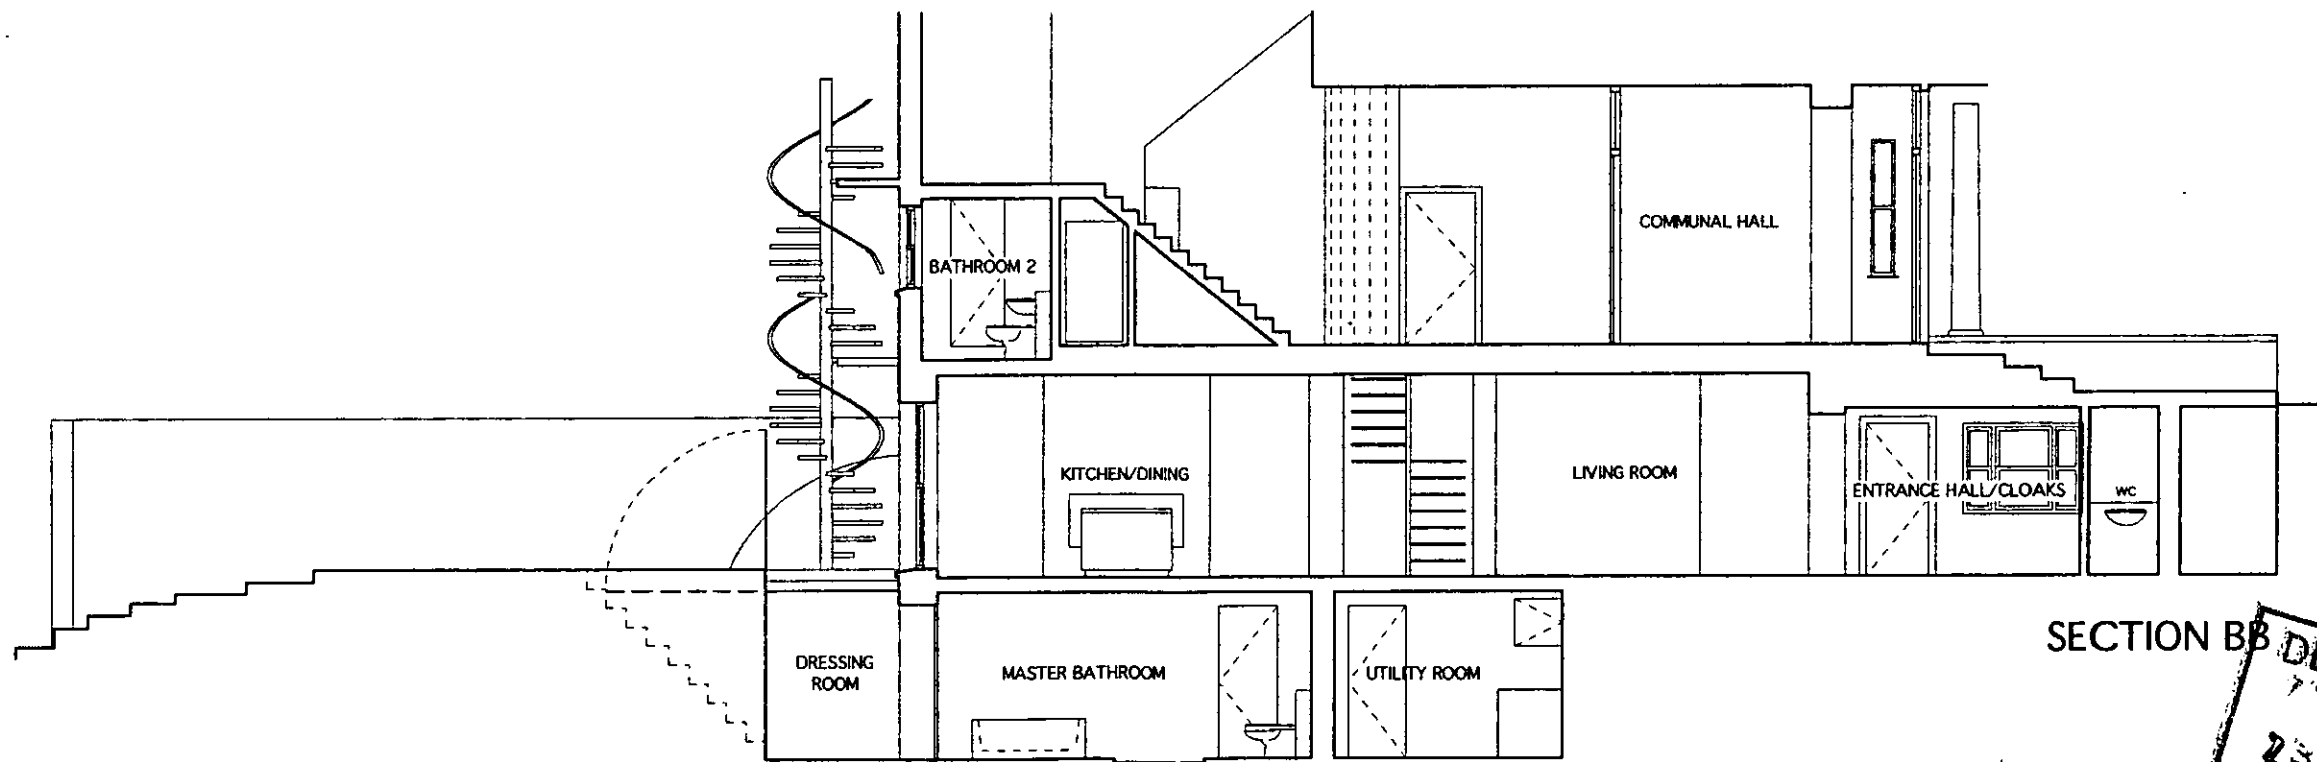 COMMUNAL HALL
BATHROOM 2
KITCHEN/DINING
LIVING ROOM
ENTRANCE HALL/CLOAKS
WC
DRESSING
ROOM
MASTER BATHROOM
UTILITY ROOM
SECTION BB